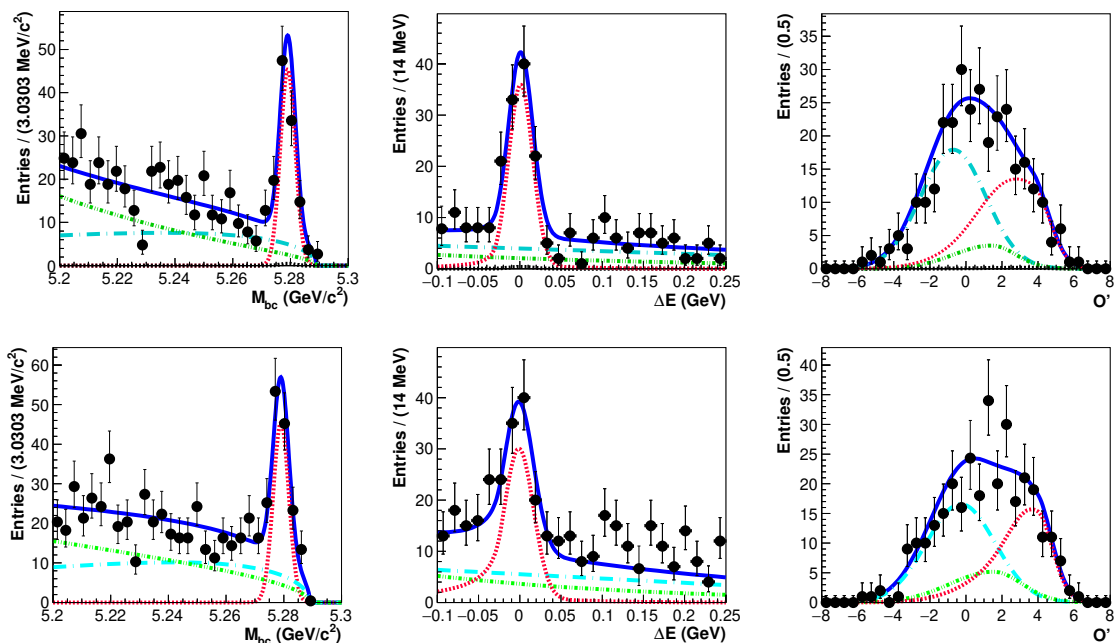 Entries / (3.0303 MeV/c²)
50
40
30
20
10
0
5.2 5.22 5.24 5.26 5.28 5.3
M_bc (GeV/c²)
Entries / (14 MeV)
50
40
30
20
10
0
−0.1 −0.05 0 0.05 0.1 0.15 0.2 0.25
ΔE (GeV)
Entries / (0.5)
35
30
25
20
15
10
5
0
−8 −6 −4 −2 0 2 4 6 8
O'
Entries / (3.0303 MeV/c²)
60
50
40
30
20
10
0
5.2 5.22 5.24 5.26 5.28 5.3
M_bc (GeV/c²)
Entries / (14 MeV)
50
40
30
20
10
0
−0.1 −0.05 0 0.05 0.1 0.15 0.2 0.25
ΔE (GeV)
Entries / (0.5)
40
35
30
25
20
15
10
5
0
−8 −6 −4 −2 0 2 4 6 8
O'